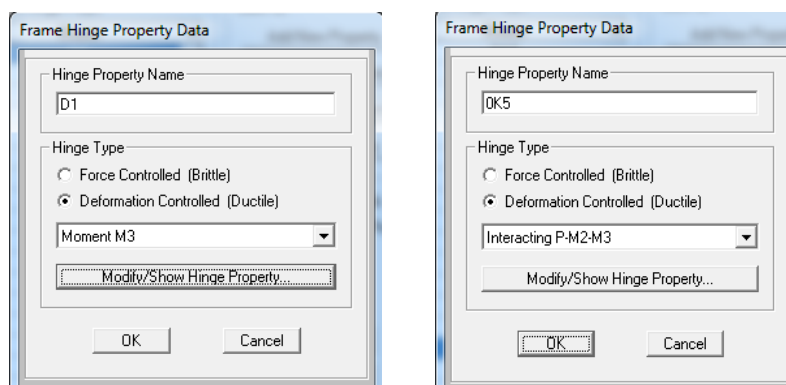 Frame Hinge Property Data
Hinge Property Name
D1
Hinge Type
Force Controlled (Brittle)
Deformation Controlled (Ductile)
Moment M3
Modify/Show Hinge Property...
OK
Cancel
Frame Hinge Property Data
Hinge Property Name
0K5
Hinge Type
Force Controlled (Brittle)
Deformation Controlled (Ductile)
Interacting P-M2-M3
Modify/Show Hinge Property...
OK
Cancel